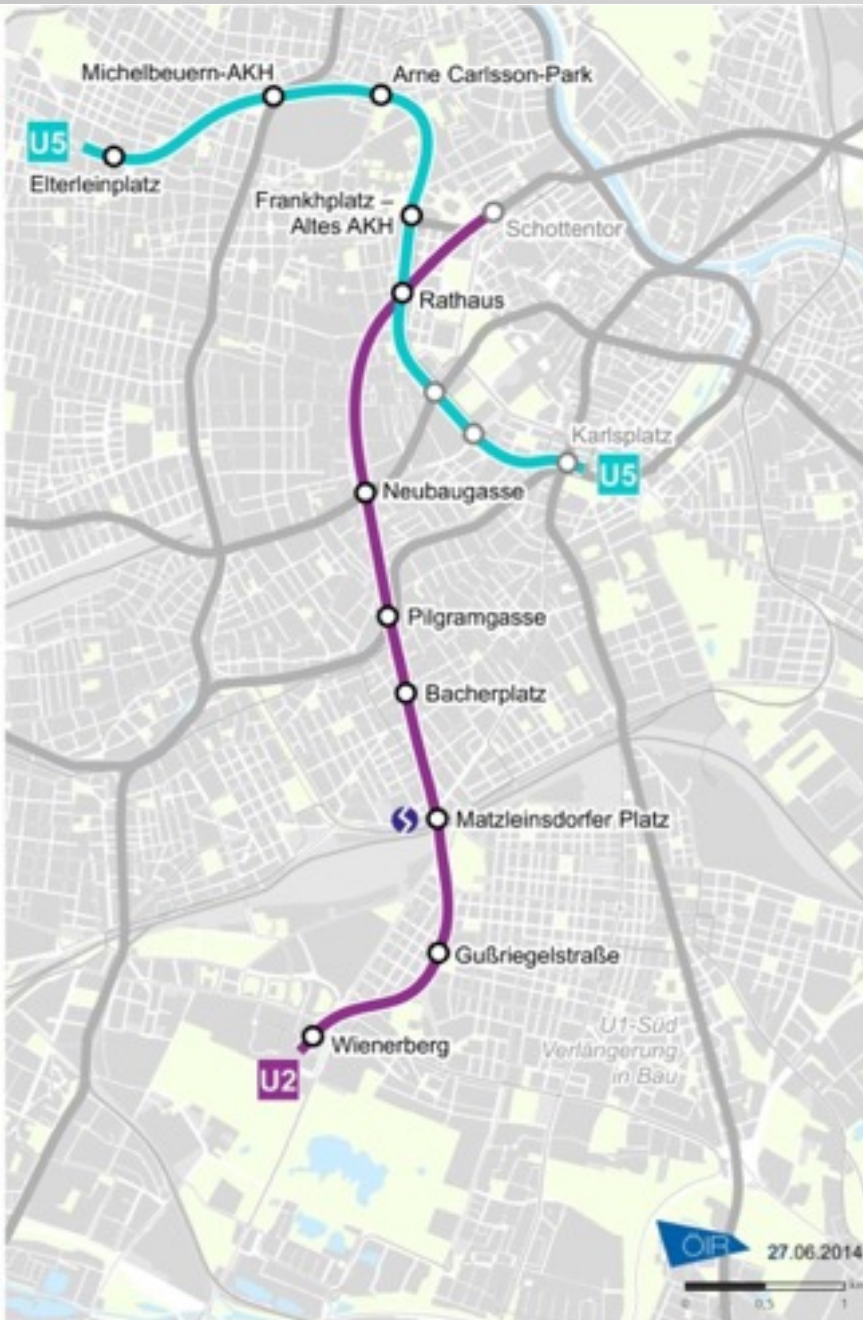 Michelbeuern-AKH
Arne Carlsson-Park
U5
Elterleinplatz
Frankhplatz –
Altes AKH
Schottentor
Rathaus
Karlsplatz
U5
Neubaugasse
Pilgramgasse
Bacherplatz
Matzleinsdorfer Platz
Gußriegelstraße
U1-Süd
Verlängerung
in Bau
Wienerberg
U2
ÖIR
27.06.2014
km
0
0,5
1